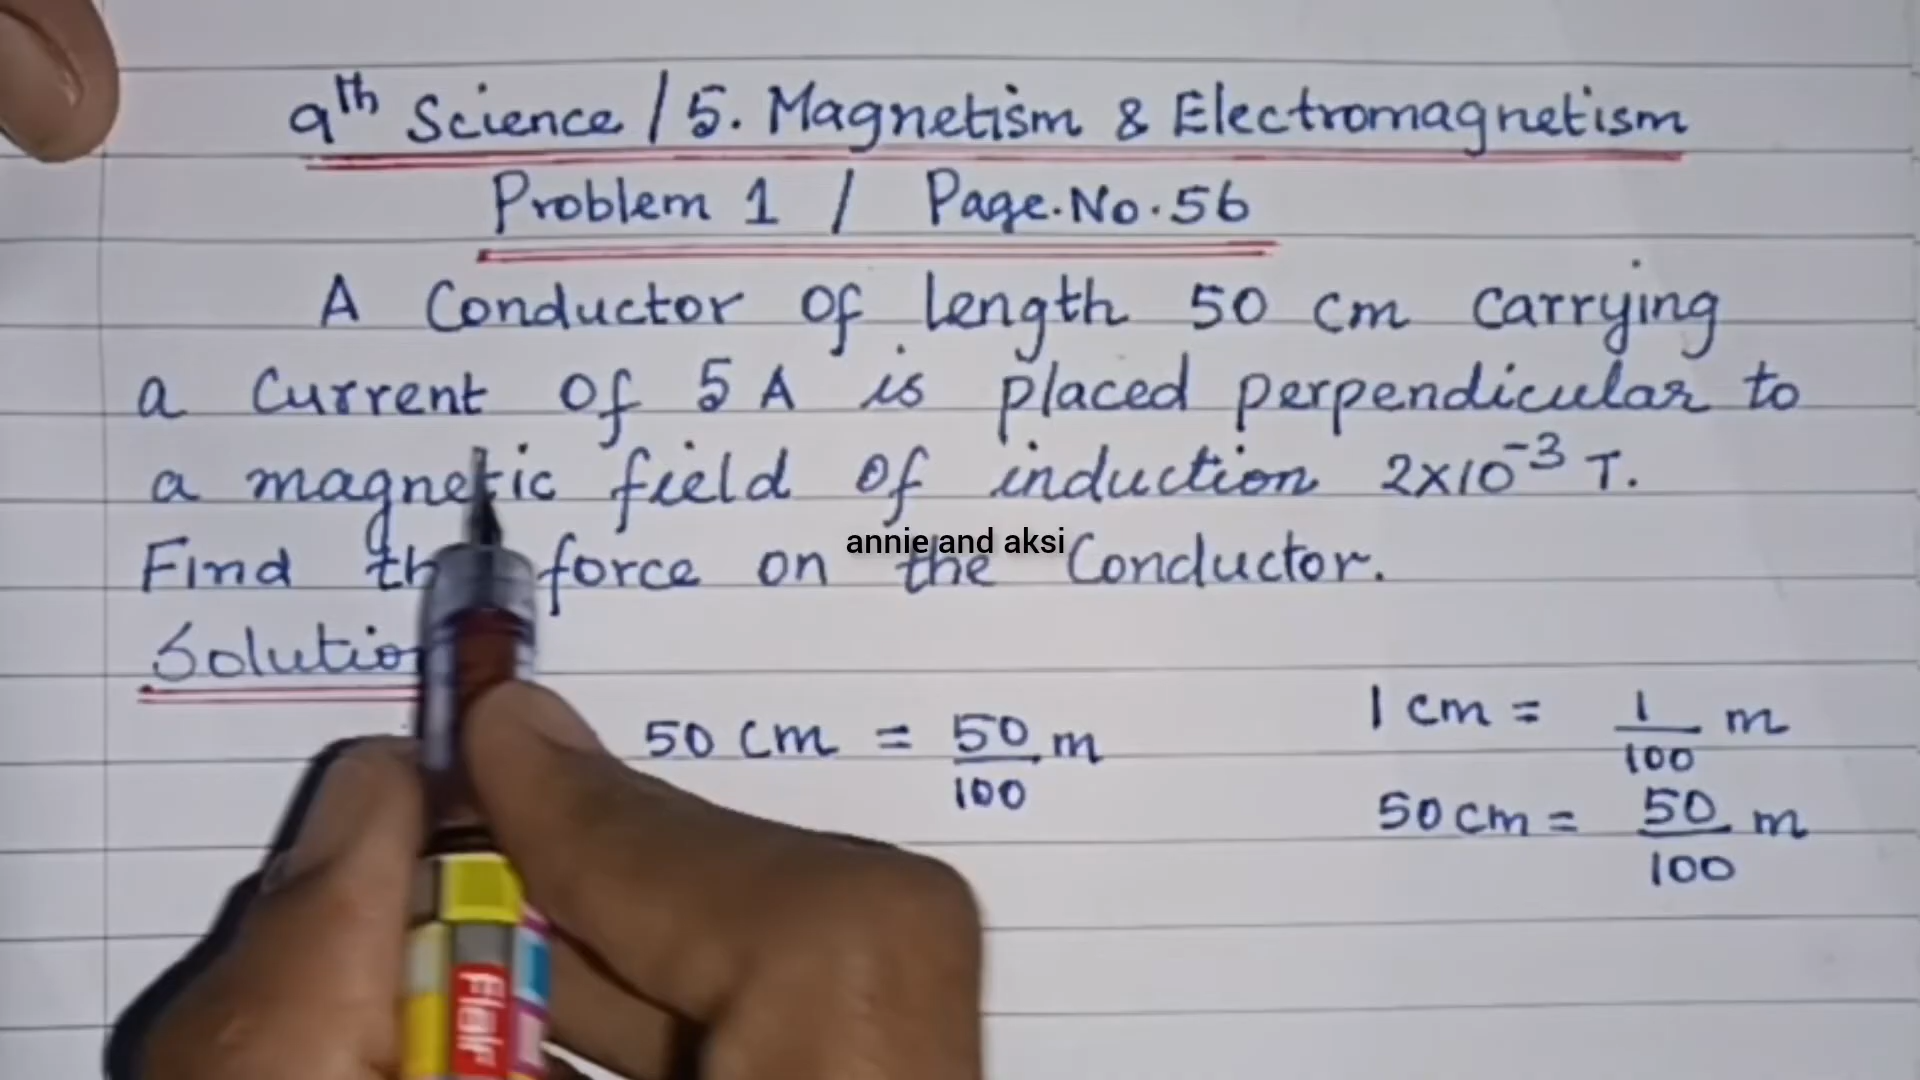 9th Science / 5. Magnetism & Electromagnetism
Problem 1 / Page.No.56
A Conductor of length 50 cm carrying
a current of 5 A is placed perpendicular to
a magnetic field of induction 2x10⁻³ T.
annie and aksi
Find force on the Conductor.
50 cm = 50/100 m
1 cm = 1/100 m
50 cm = 50/100 m
Flair